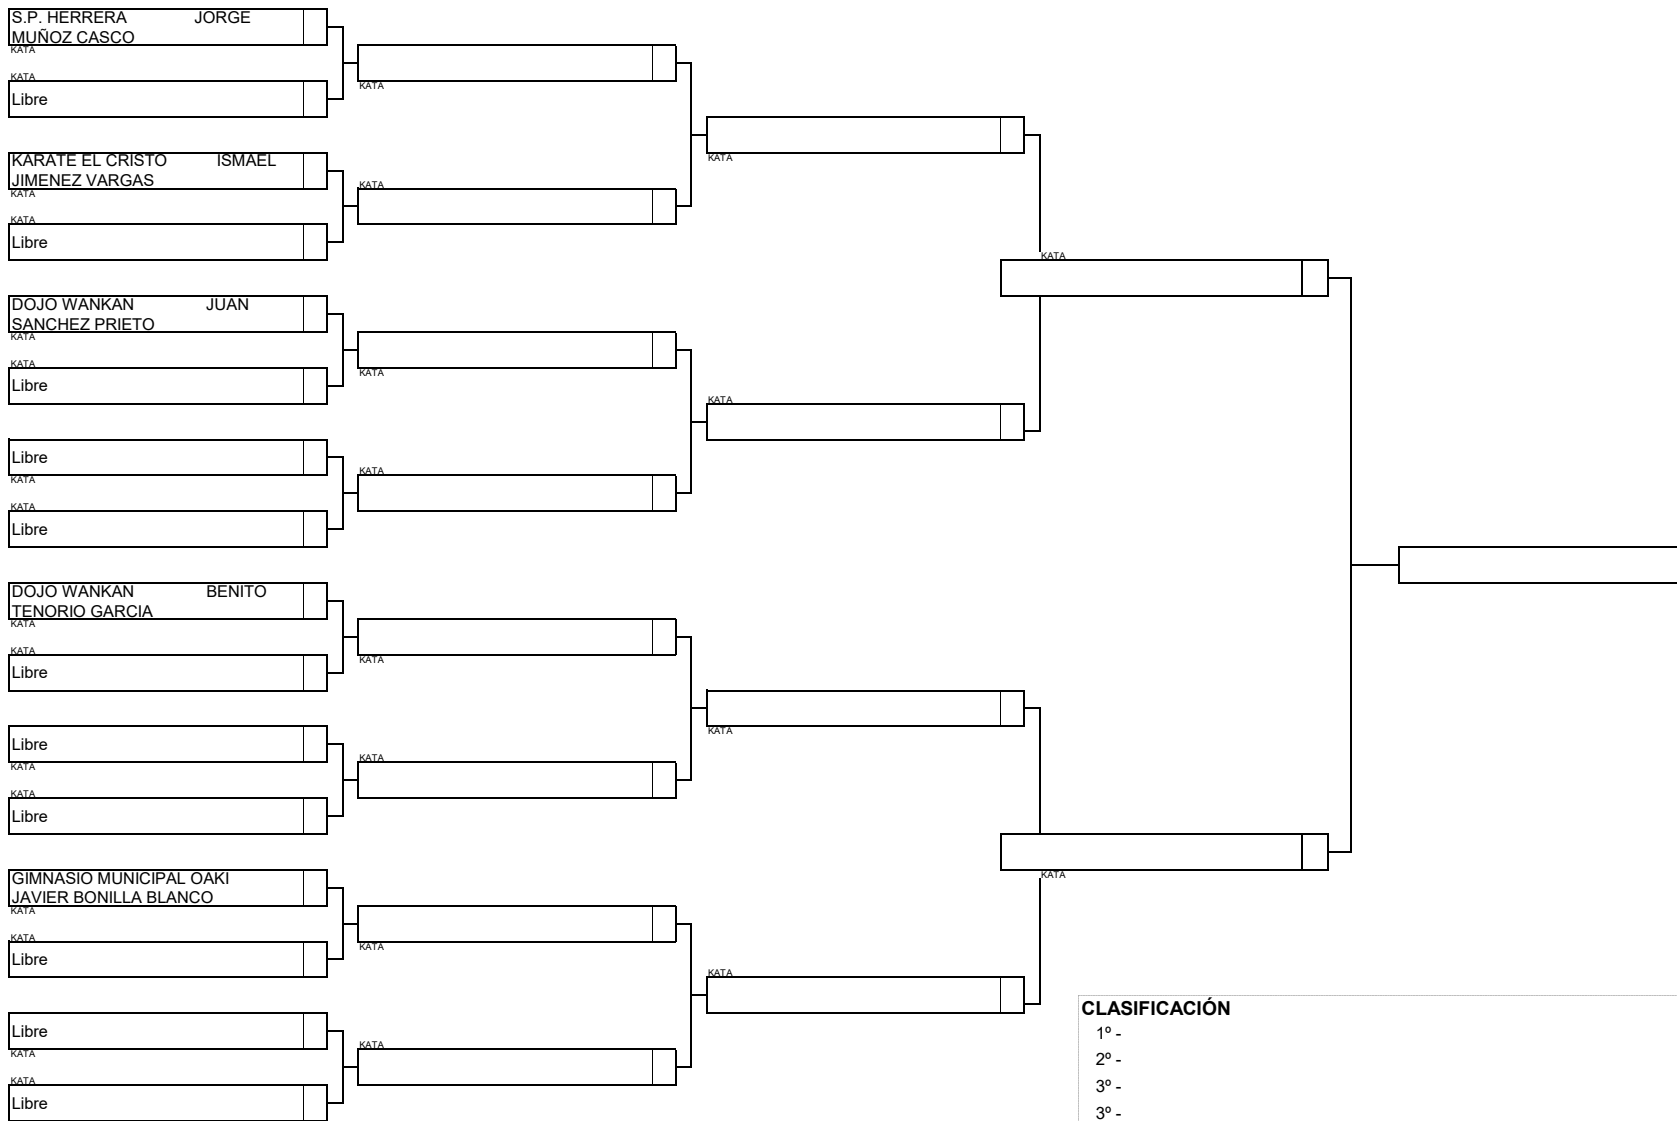 S.P. HERRERA JORGE
MUÑOZ CASCO
KATA
KATA
Libre
KARATE EL CRISTO ISMAEL
JIMENEZ VARGAS
KATA
KATA
Libre
DOJO WANKAN JUAN
SANCHEZ PRIETO
KATA
KATA
Libre
Libre
KATA
KATA
Libre
DOJO WANKAN BENITO
TENORIO GARCIA
KATA
KATA
Libre
Libre
KATA
KATA
Libre
GIMNASIO MUNICIPAL OAKI
JAVIER BONILLA BLANCO
KATA
KATA
Libre
Libre
KATA
KATA
Libre
KATA
KATA
KATA
KATA
KATA
KATA
KATA
KATA
KATA
KATA
KATA
KATA
KATA
KATA
CLASIFICACIÓN
1º -
2º -
3º -
3º -